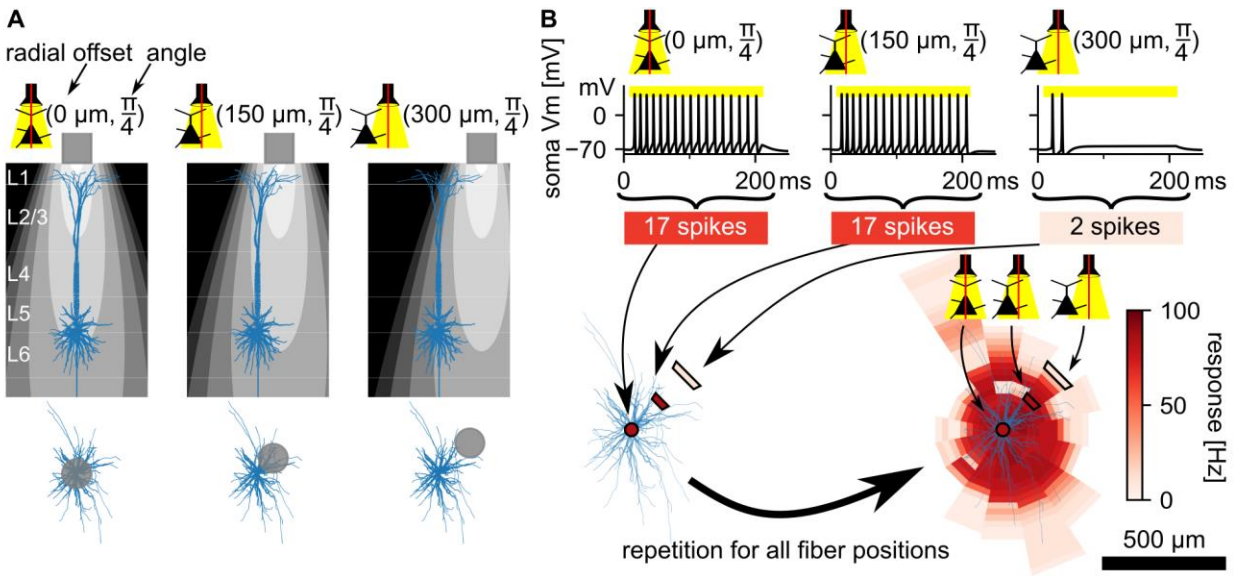 A
radial offset angle
(0 μm, π/4)
(150 μm, π/4)
(300 μm, π/4)
L1
L2/3
L4
L5
L6
B
soma Vm [mV]
(0 μm, π/4)
(150 μm, π/4)
(300 μm, π/4)
mV
0
−70
0 200 ms
0 200 ms
0 200 ms
17 spikes
17 spikes
2 spikes
100
50
0
response [Hz]
repetition for all fiber positions
500 μm